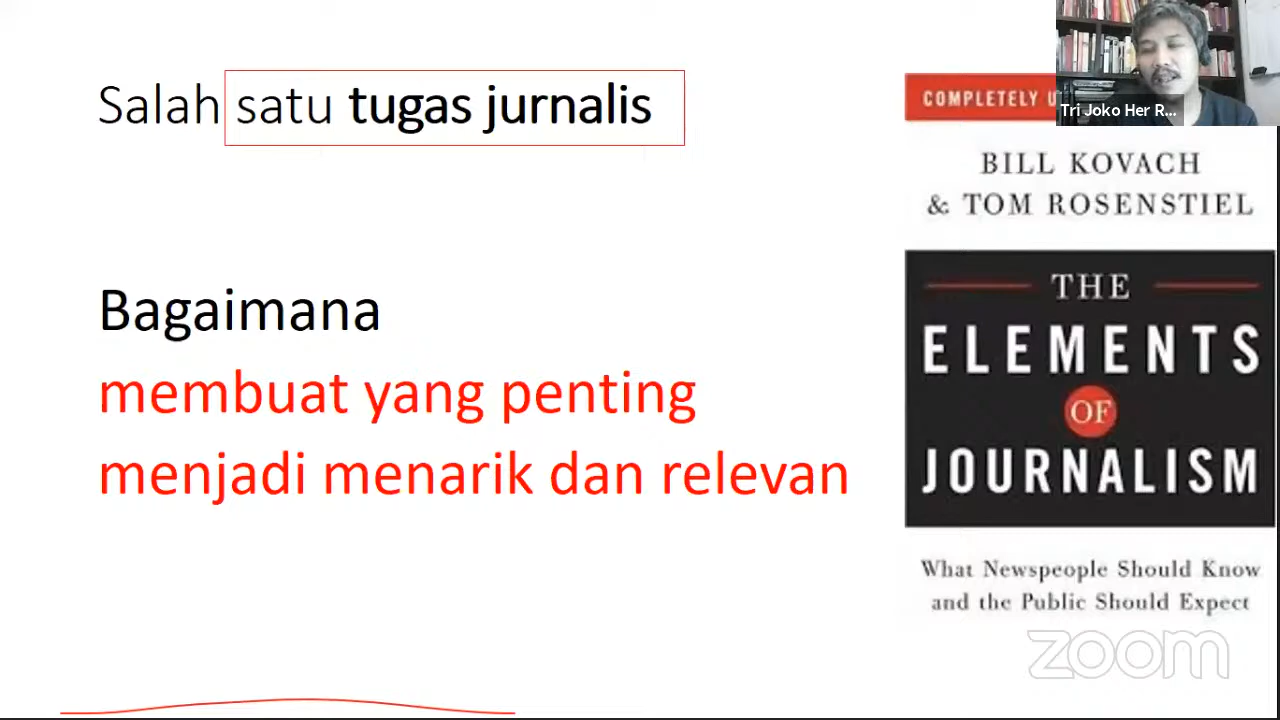 Salah satu tugas jurnalis
Bagaimana
membuat yang penting
menjadi menarik dan relevan
COMPLETELY
Tri Joko Her R...
BILL KOVACH
& TOM ROSENSTIEL
THE
ELEMENTS
OF
JOURNALISM
What Newspeople Should Know
and the Public Should Expect
zoom